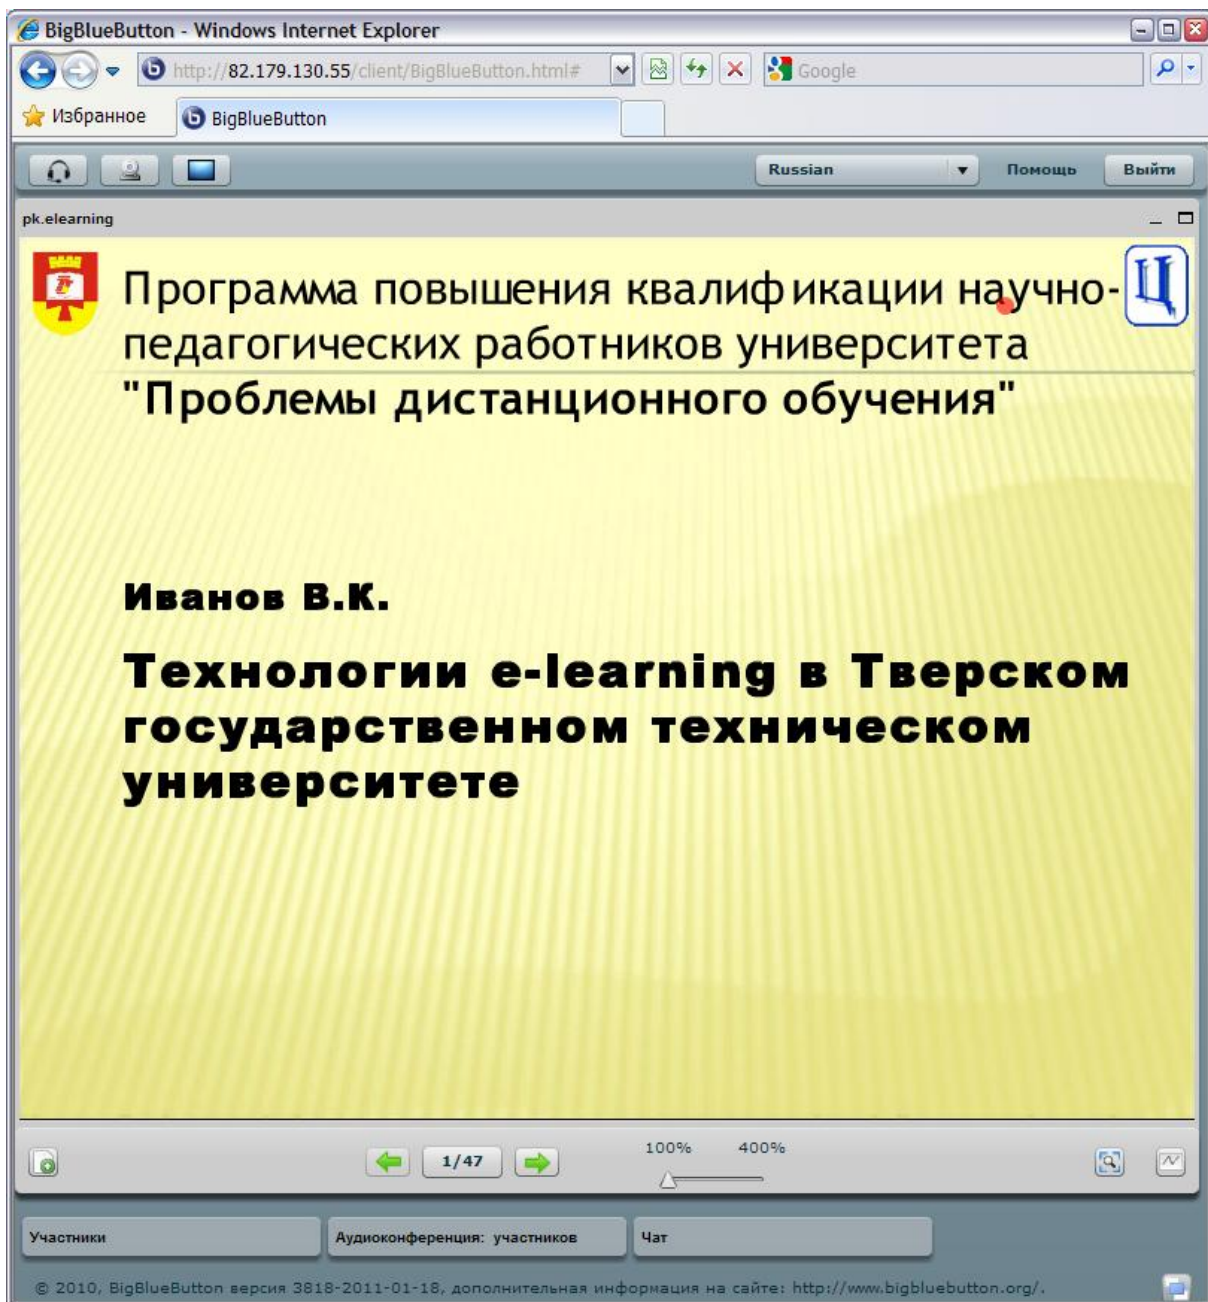 BigBlueButton - Windows Internet Explorer
http://82.179.130.55/client/BigBlueButton.html#
Google
Избранное
BigBlueButton
Russian
Помощь
Выйти
pk.elearning
Программа повышения квалификации научно-
педагогических работников университета
"Проблемы дистанционного обучения"
Ц
Иванов В.К.
Технологии e-learning в Тверском
государственном техническом
университете
1/47
100%
400%
Участники
Аудиоконференция: участников
Чат
© 2010, BigBlueButton версия 3818-2011-01-18, дополнительная информация на сайте: http://www.bigbluebutton.org/.